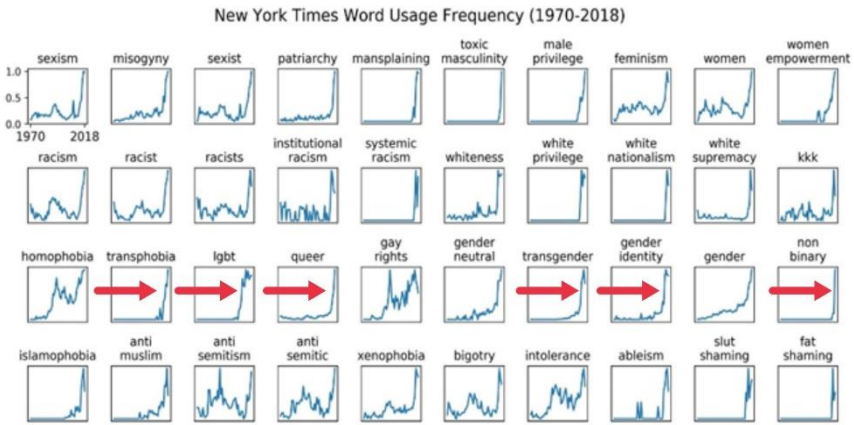 New York Times Word Usage Frequency (1970-2018)
sexism
misogyny
sexist
patriarchy
mansplaining
toxic
masculinity
male
privilege
feminism
women
women
empowerment
1.0
0.5
0.0
1970
2018
racism
racist
racists
institutional
racism
systemic
racism
whiteness
white
privilege
white
nationalism
white
supremacy
kkk
homophobia
transphobia
lgbt
queer
gay
rights
gender
neutral
transgender
gender
identity
gender
non
binary
islamophobia
anti
muslim
anti
semitism
anti
semitic
xenophobia
bigotry
intolerance
ableism
slut
shaming
fat
shaming